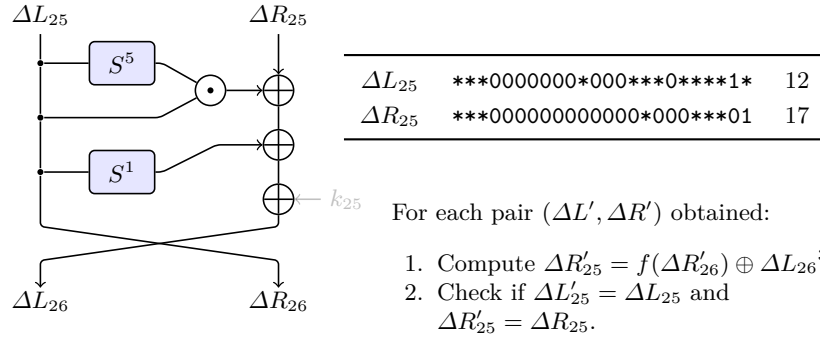 ΔL₂₅ ΔR₂₅
S⁵
ΔL₂₅ ***0000000*000***0****1* 12
ΔR₂₅ ***000000000000*000***01 17
S¹
k₂₅
For each pair (ΔL′, ΔR′) obtained:
1. Compute ΔR′₂₅ = f(ΔR′₂₆) ⊕ ΔL₂₆
2. Check if ΔL′₂₅ = ΔL₂₅ and
ΔR′₂₅ = ΔR₂₅.
ΔL₂₆ ΔR₂₆